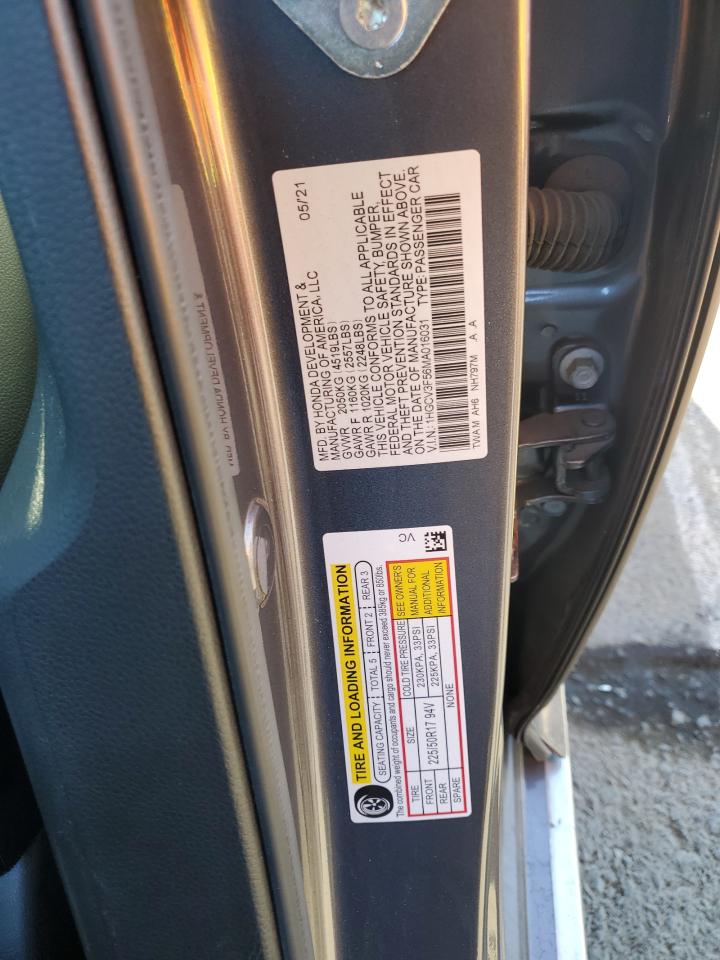 MFD. BY HONDA DEVELOPMENT &
MANUFACTURING OF AMERICA, LLC 05/21
GVWR 2050KG (4519LBS)
GAWR F 1160KG (2557LBS)
GAWR R 1020KG (2248LBS)
THIS VEHICLE CONFORMS TO ALL APPLICABLE
FEDERAL MOTOR VEHICLE SAFETY, BUMPER,
AND THEFT PREVENTION STANDARDS IN EFFECT
ON THE DATE OF MANUFACTURE SHOWN ABOVE.
V.I.N.: 1HGCV3F56MA016031 TYPE:PASSENGER CAR
TWAM AH6 NH797M A A
TIRE AND LOADING INFORMATION
SEATING CAPACITY TOTAL 5 FRONT 2 REAR 3
The combined weight of occupants and cargo should never exceed 385kg or 850lbs.
TIRE SIZE COLD TIRE PRESSURE SEE OWNER'S
FRONT 225/50R17 94V 230KPA, 33PSI MANUAL FOR
REAR 225KPA, 33PSI ADDITIONAL
SPARE NONE INFORMATION
VC